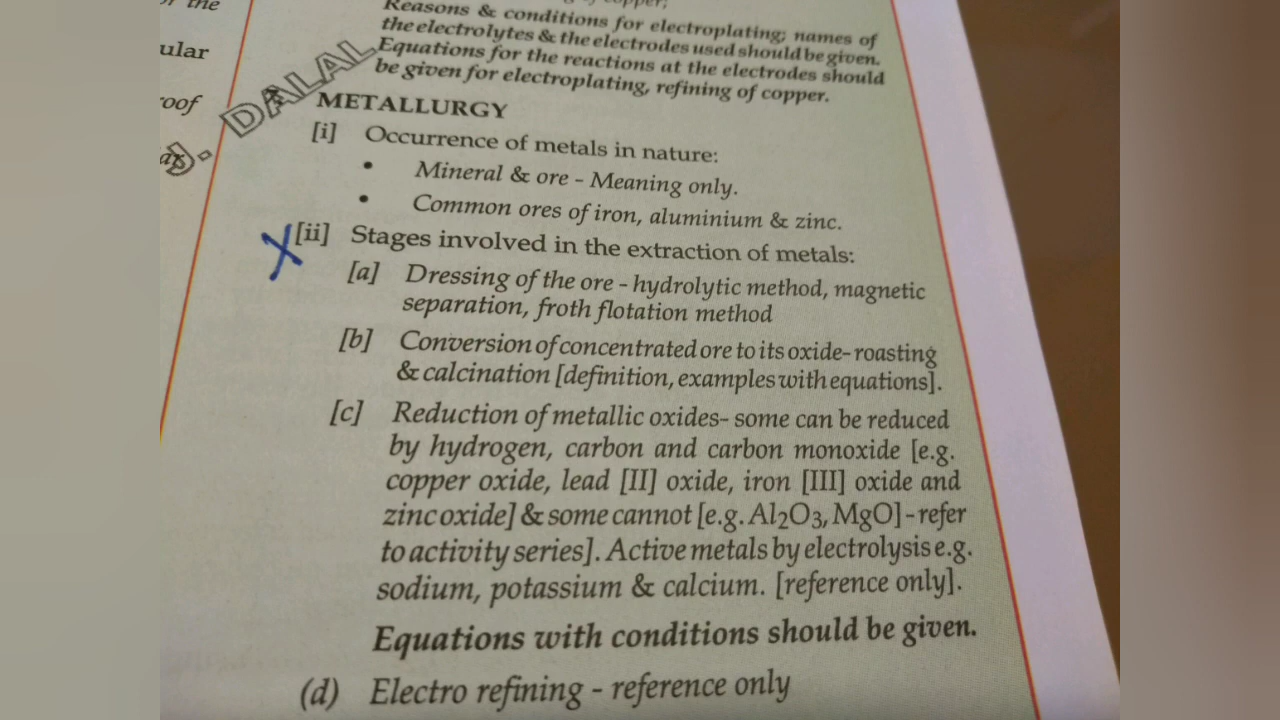 of the
ular
roof
J. DALAL
Reasons & conditions for electroplating; names of
the electrolytes & the electrodes used should be given.
Equations for the reactions at the electrodes should
be given for electroplating, refining of copper.
METALLURGY
[i] Occurrence of metals in nature:
• Mineral & ore - Meaning only.
• Common ores of iron, aluminium & zinc.
X [ii] Stages involved in the extraction of metals:
[a] Dressing of the ore - hydrolytic method, magnetic
separation, froth flotation method
[b] Conversion of concentrated ore to its oxide- roasting
& calcination [definition, examples with equations].
[c] Reduction of metallic oxides- some can be reduced
by hydrogen, carbon and carbon monoxide [e.g.
copper oxide, lead [II] oxide, iron [III] oxide and
zinc oxide] & some cannot [e.g. Al₂O₃, MgO] - refer
to activity series]. Active metals by electrolysis e.g.
sodium, potassium & calcium. [reference only].
Equations with conditions should be given.
(d) Electro refining - reference only